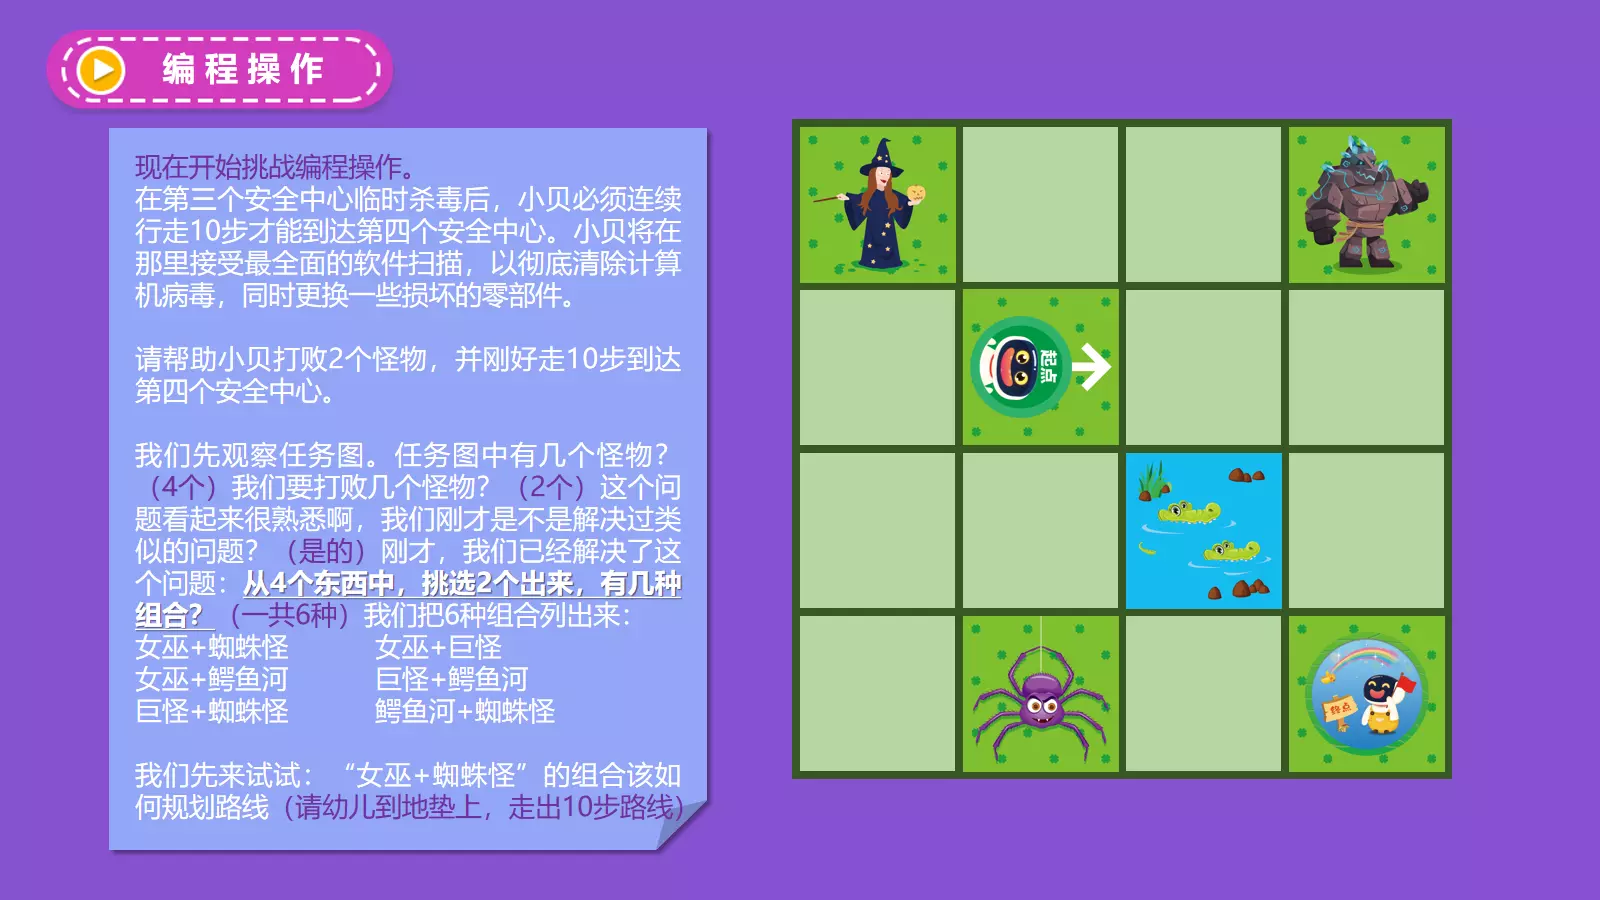 编程操作
现在开始挑战编程操作。
在第三个安全中心临时杀毒后，小贝必须连续
行走10步才能到达第四个安全中心。小贝将在
那里接受最全面的软件扫描，以彻底清除计算
机病毒，同时更换一些损坏的零部件。
请帮助小贝打败2个怪物，并刚好走10步到达
第四个安全中心。
我们先观察任务图。任务图中有几个怪物？
（4个）我们要打败几个怪物？（2个）这个问
题看起来很熟悉啊，我们刚才是不是解决过类
似的问题？（是的）刚才，我们已经解决了这
个问题：从4个东西中，挑选2个出来，有几种
组合？（一共6种）我们把6种组合列出来：
女巫+蜘蛛怪 女巫+巨怪
女巫+鳄鱼河 巨怪+鳄鱼河
巨怪+蜘蛛怪 鳄鱼河+蜘蛛怪
我们先来试试：“女巫+蜘蛛怪”的组合该如
何规划路线（请幼儿到地垫上，走出10步路线）
起点
终点